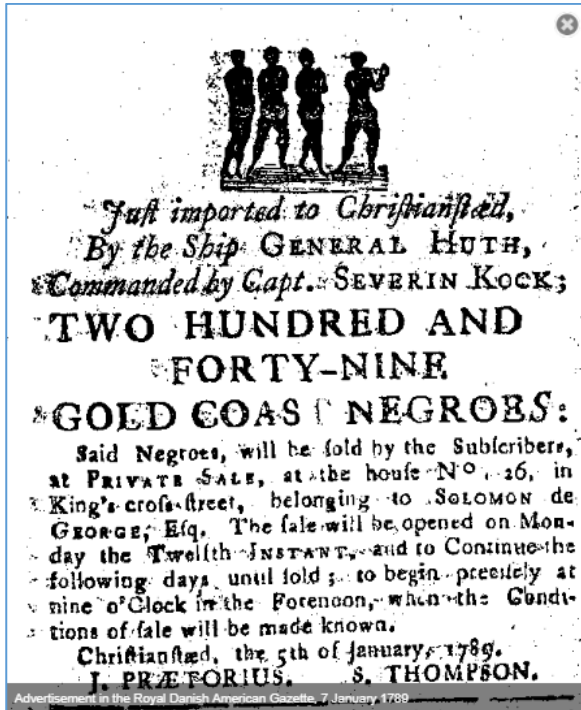 Juſt imported to Chriſtianſtæd,
By the Ship GENERAL HUTH,
Commanded by Capt. SEVERIN KOCK;
TWO HUNDRED AND
FORTY-NINE
GOLD COAST NEGROES:
Said Negroes, will be ſold by the Subſcribers,
at PRIVATE SALE, at the houſe No. 26, in
King's croſs-ſtreet, belonging to SOLOMON de
GEORGE, Eſq. The ſale will be opened on Mon-
day the Twelfth INSTANT, and to Continue the
following days until ſold; to begin preciſely at
nine o'Clock in the Forenoon, when the Condi-
tions of ſale will be made known.
Chriſtianſtæd, the 5th of January, 1789.
J. PRÆTORIUS. S. THOMPSON.
Advertisement in the Royal Danish American Gazette, 7 January 1789